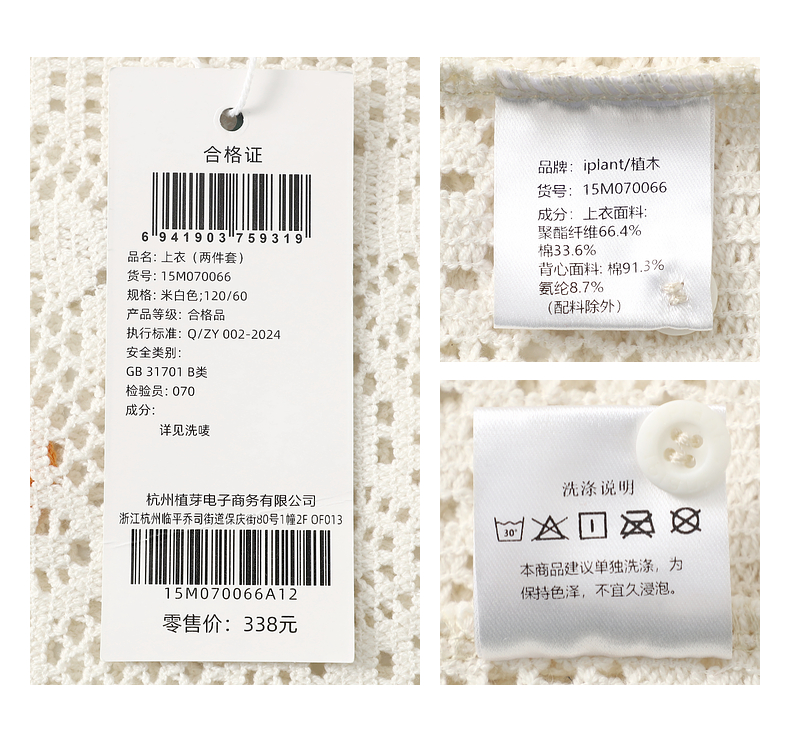 合格证
6 941903 759319
品名: 上衣 (两件套)
货号: 15M070066
规格: 米白色;120/60
产品等级: 合格品
执行标准: Q/ZY 002-2024
安全类别:
GB 31701 B类
检验员: 070
成分:
详见洗唛
杭州植芽电子商务有限公司
浙江杭州临平乔司街道保庆街80号1幢2F OF013
15M070066A12
零售价: 338元
品牌: iplant/植木
货号: 15M070066
成分: 上衣面料:
聚酯纤维66.4%
棉33.6%
背心面料: 棉91.3%
氨纶8.7%
(配料除外)
洗涤说明
30°
本商品建议单独洗涤，为
保持色泽，不宜久浸泡。